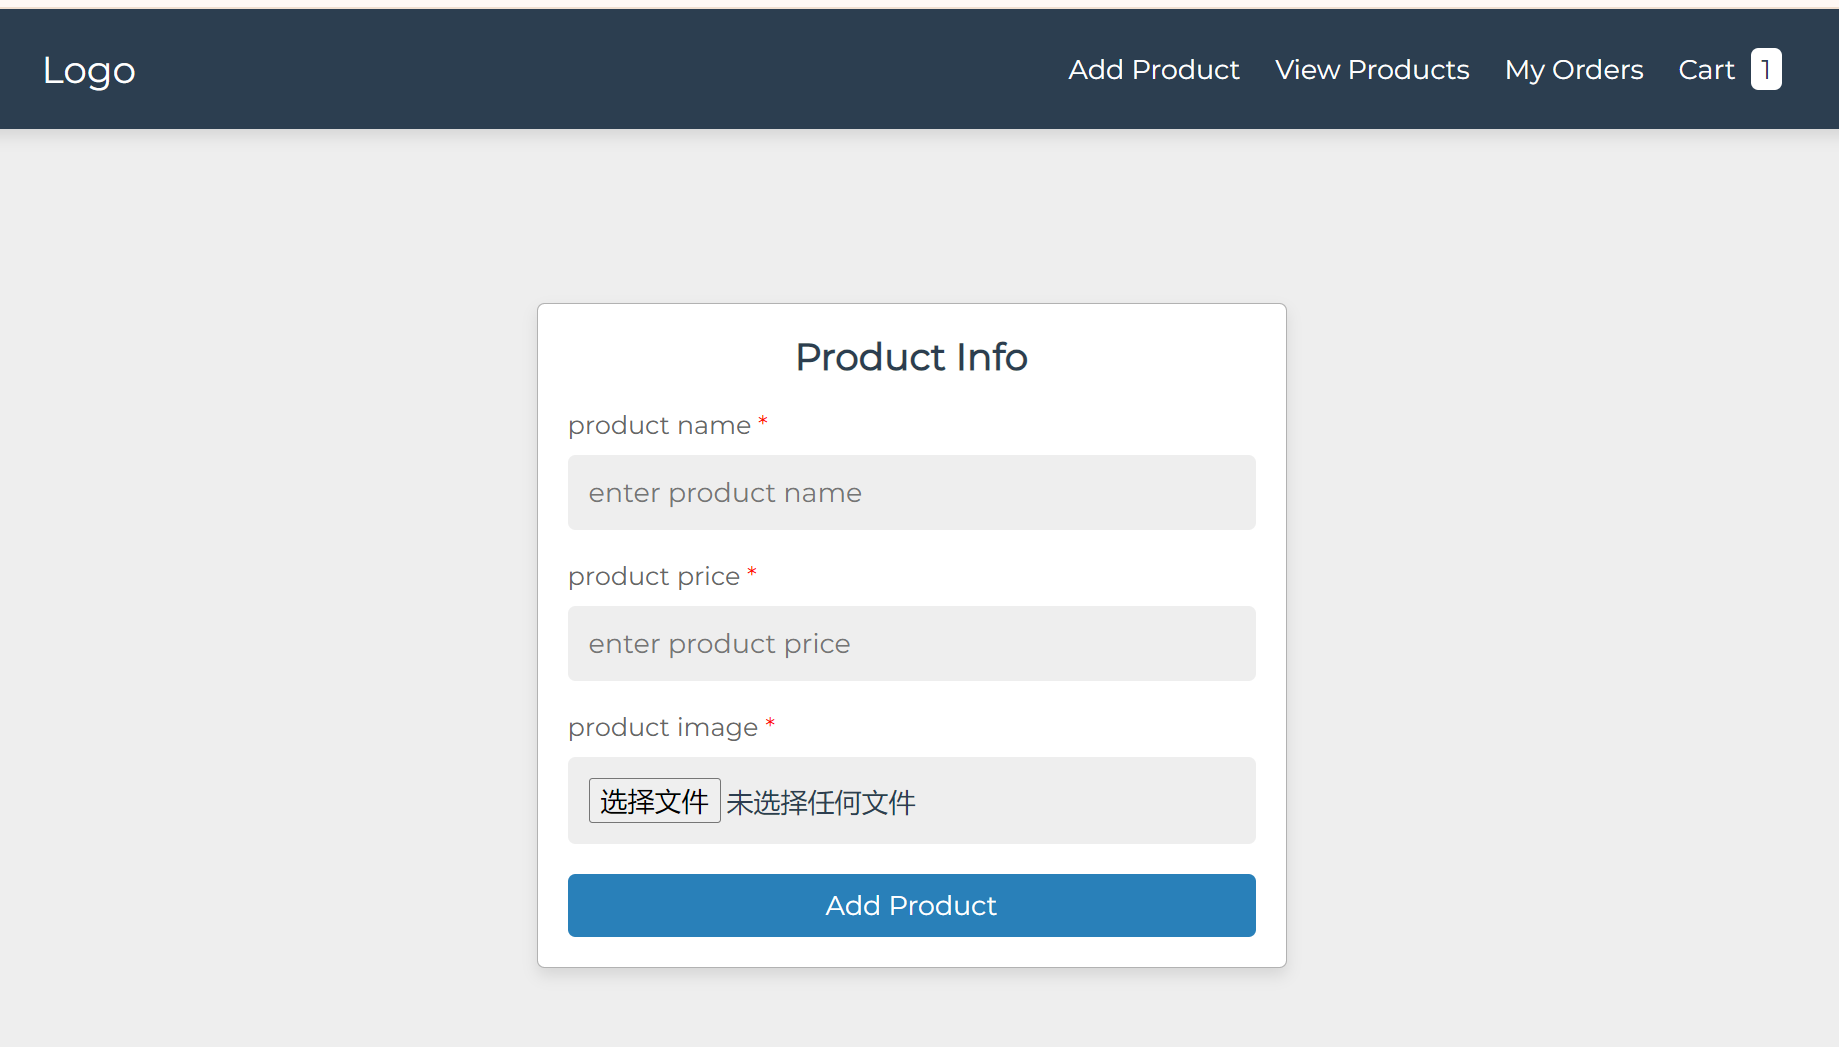 Logo Add Product View Products My Orders Cart 1
Product Info
product name *
enter product name
product price *
enter product price
product image *
选择文件 未选择任何文件
Add Product